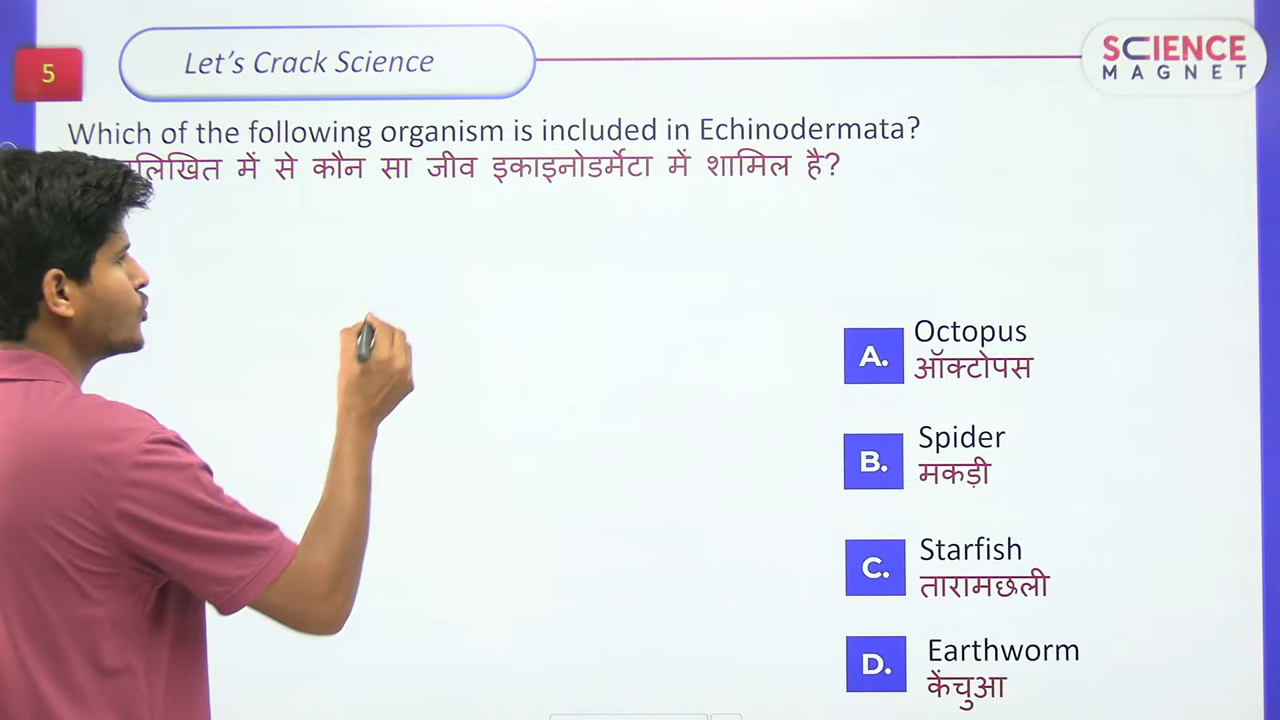 5
Let's Crack Science
SCIENCE
MAGNET
Which of the following organism is included in Echinodermata?
में से कौन सा जीव इकाइनोडर्मेटा में शामिल है?
A. Octopus
ऑक्टोपस
B. Spider
मकड़ी
C. Starfish
तारामछली
D. Earthworm
केंचुआ